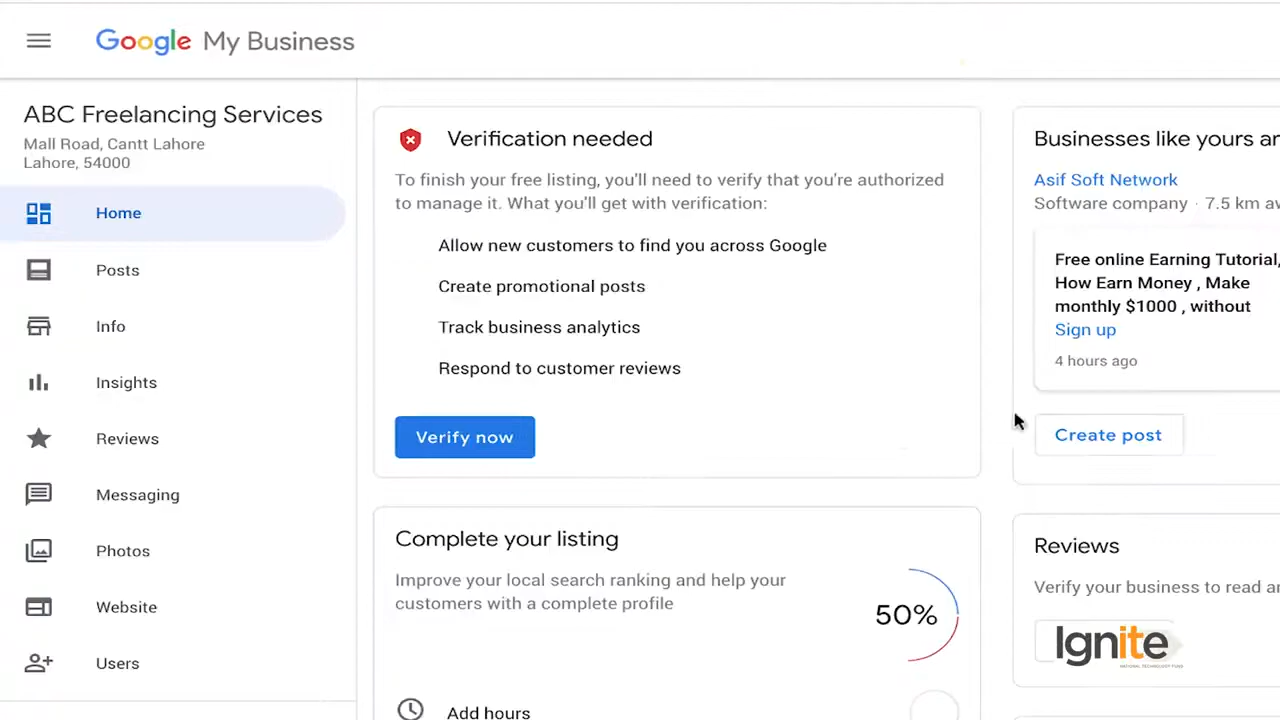 Google My Business
ABC Freelancing Services
Mall Road, Cantt Lahore
Lahore, 54000
Home
Posts
Info
Insights
Reviews
Messaging
Photos
Website
Users
Verification needed
To finish your free listing, you'll need to verify that you're authorized
to manage it. What you'll get with verification:
Allow new customers to find you across Google
Create promotional posts
Track business analytics
Respond to customer reviews
Verify now
Complete your listing
Improve your local search ranking and help your
customers with a complete profile
50%
Add hours
Businesses like yours
Asif Soft Network
Software company · 7.5 km
Free online Earning Tutorial,
How Earn Money , Make
monthly $1000 , without
Sign up
4 hours ago
Create post
Reviews
Verify your business to read
Ignite
NATIONAL TECHNOLOGY FUND